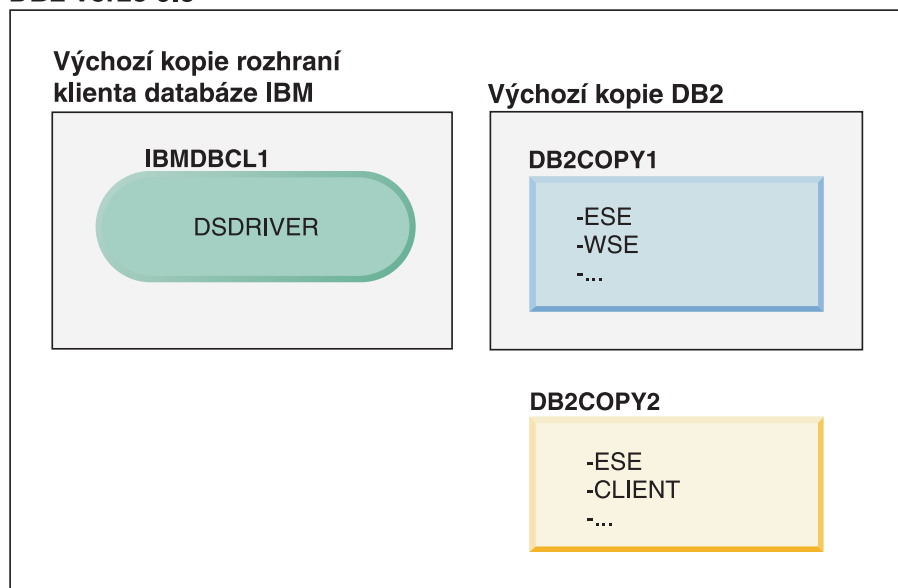 Výchozí kopie rozhraní
klienta databáze IBM
IBMDBCL1
DSDRIVER
Výchozí kopie DB2
DB2COPY1
-ESE
-WSE
-...
DB2COPY2
-ESE
-CLIENT
-...